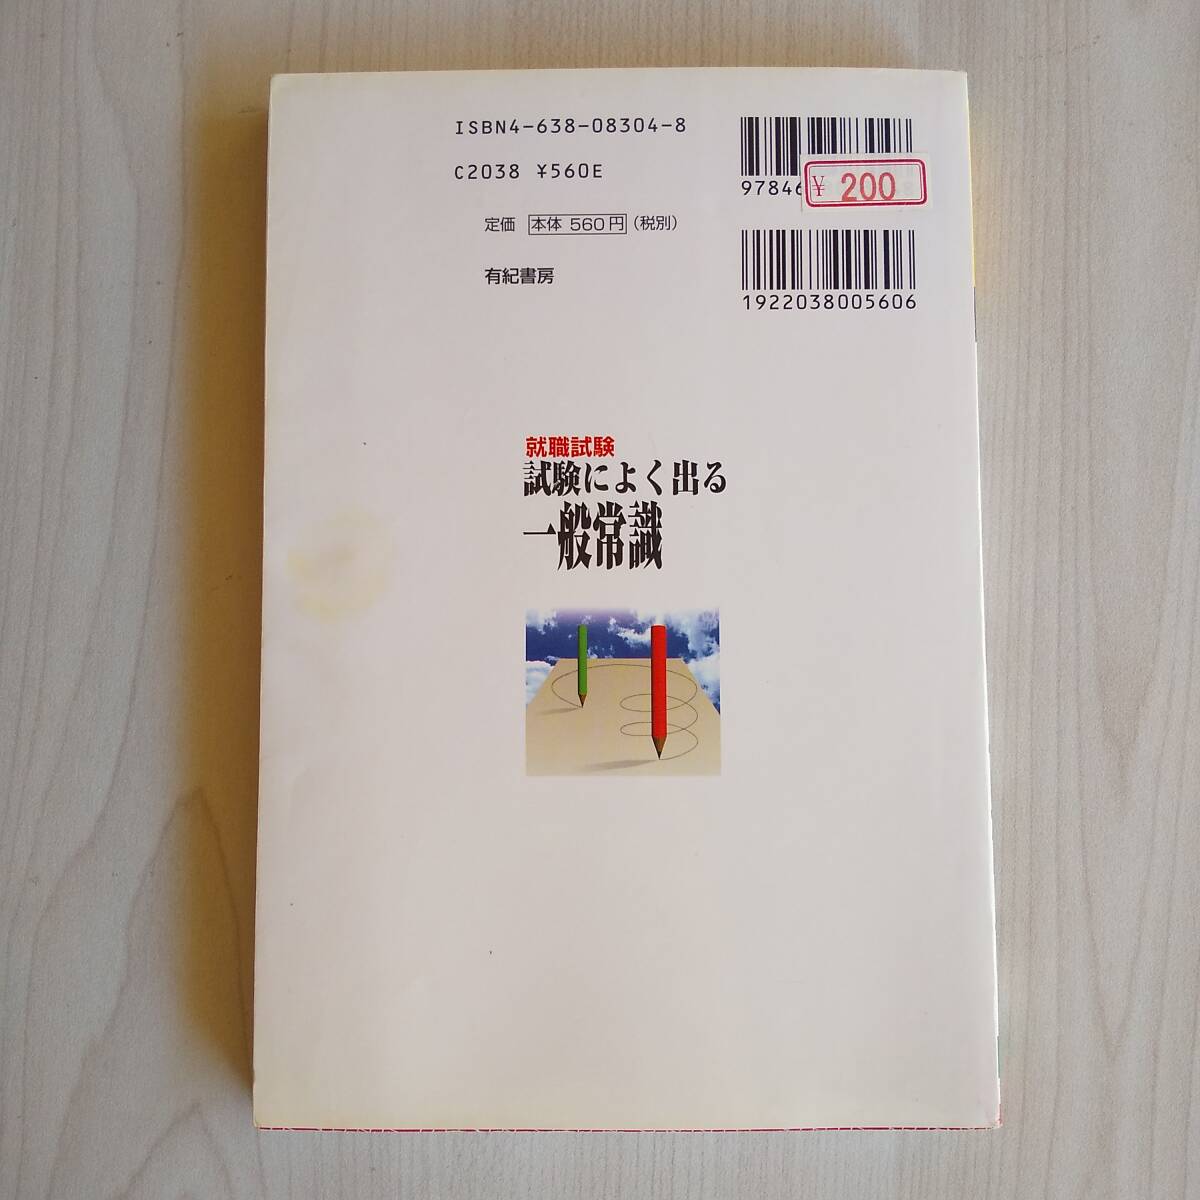 ISBN4-638-08304-8
C2038 ¥560E
定価 本体 560円 (税別)
有紀書房
97846
¥ 200
1922038005606
就職試験
試験によく出る
一般常識